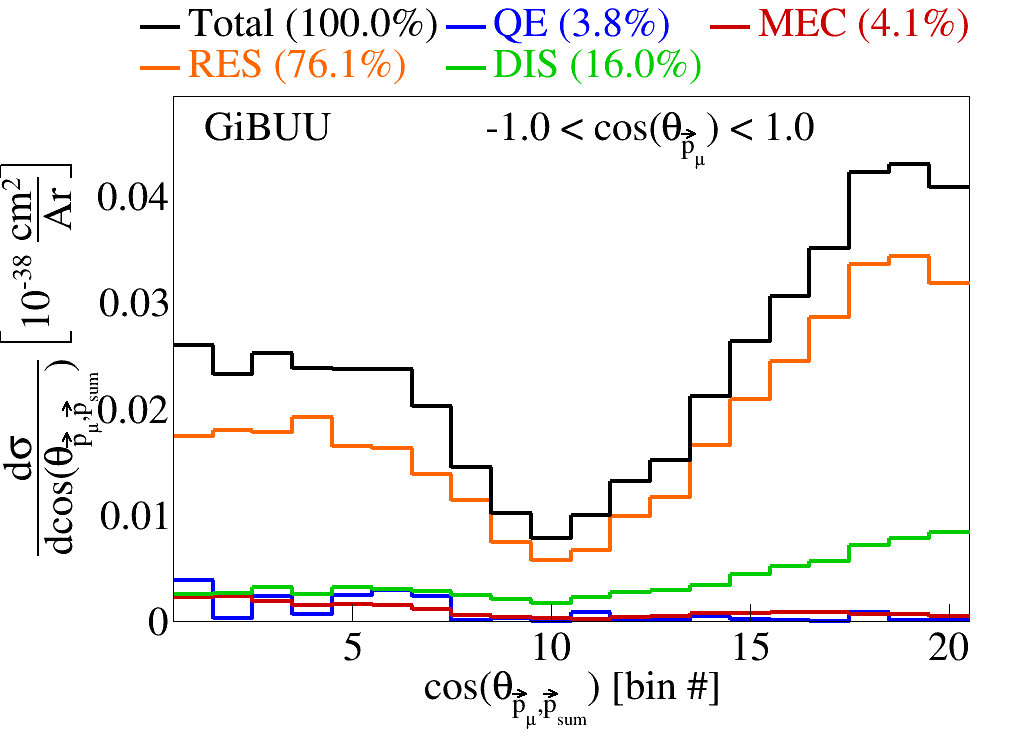 Total (100.0%) QE (3.8%) MEC (4.1%)
RES (76.1%) DIS (16.0%)
GiBUU -1.0 < cos(θp⃗μ) < 1.0
dσ/dcos(θp⃗μ,p⃗sum) [10-38 cm2/Ar]
0.04
0.03
0.02
0.01
0
5 10 15 20
cos(θp⃗μ,p⃗sum) [bin #]